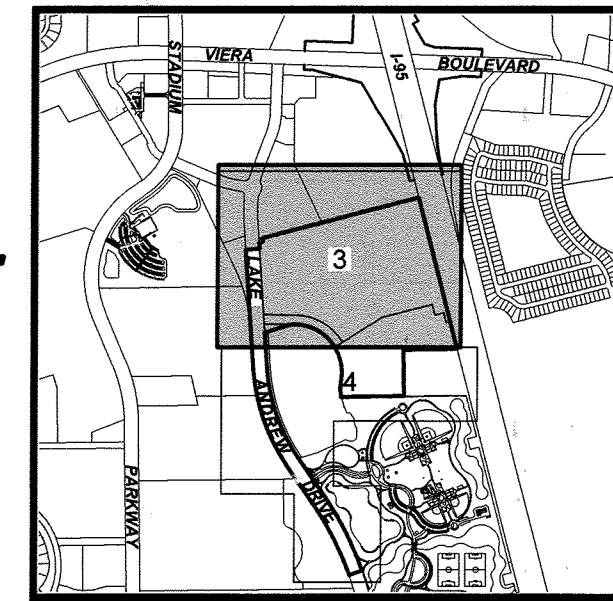 VIERA
BOULEVARD
I-95
STADIUM
3
LAKE
4
ANDREW
DRIVE
PARKWAY